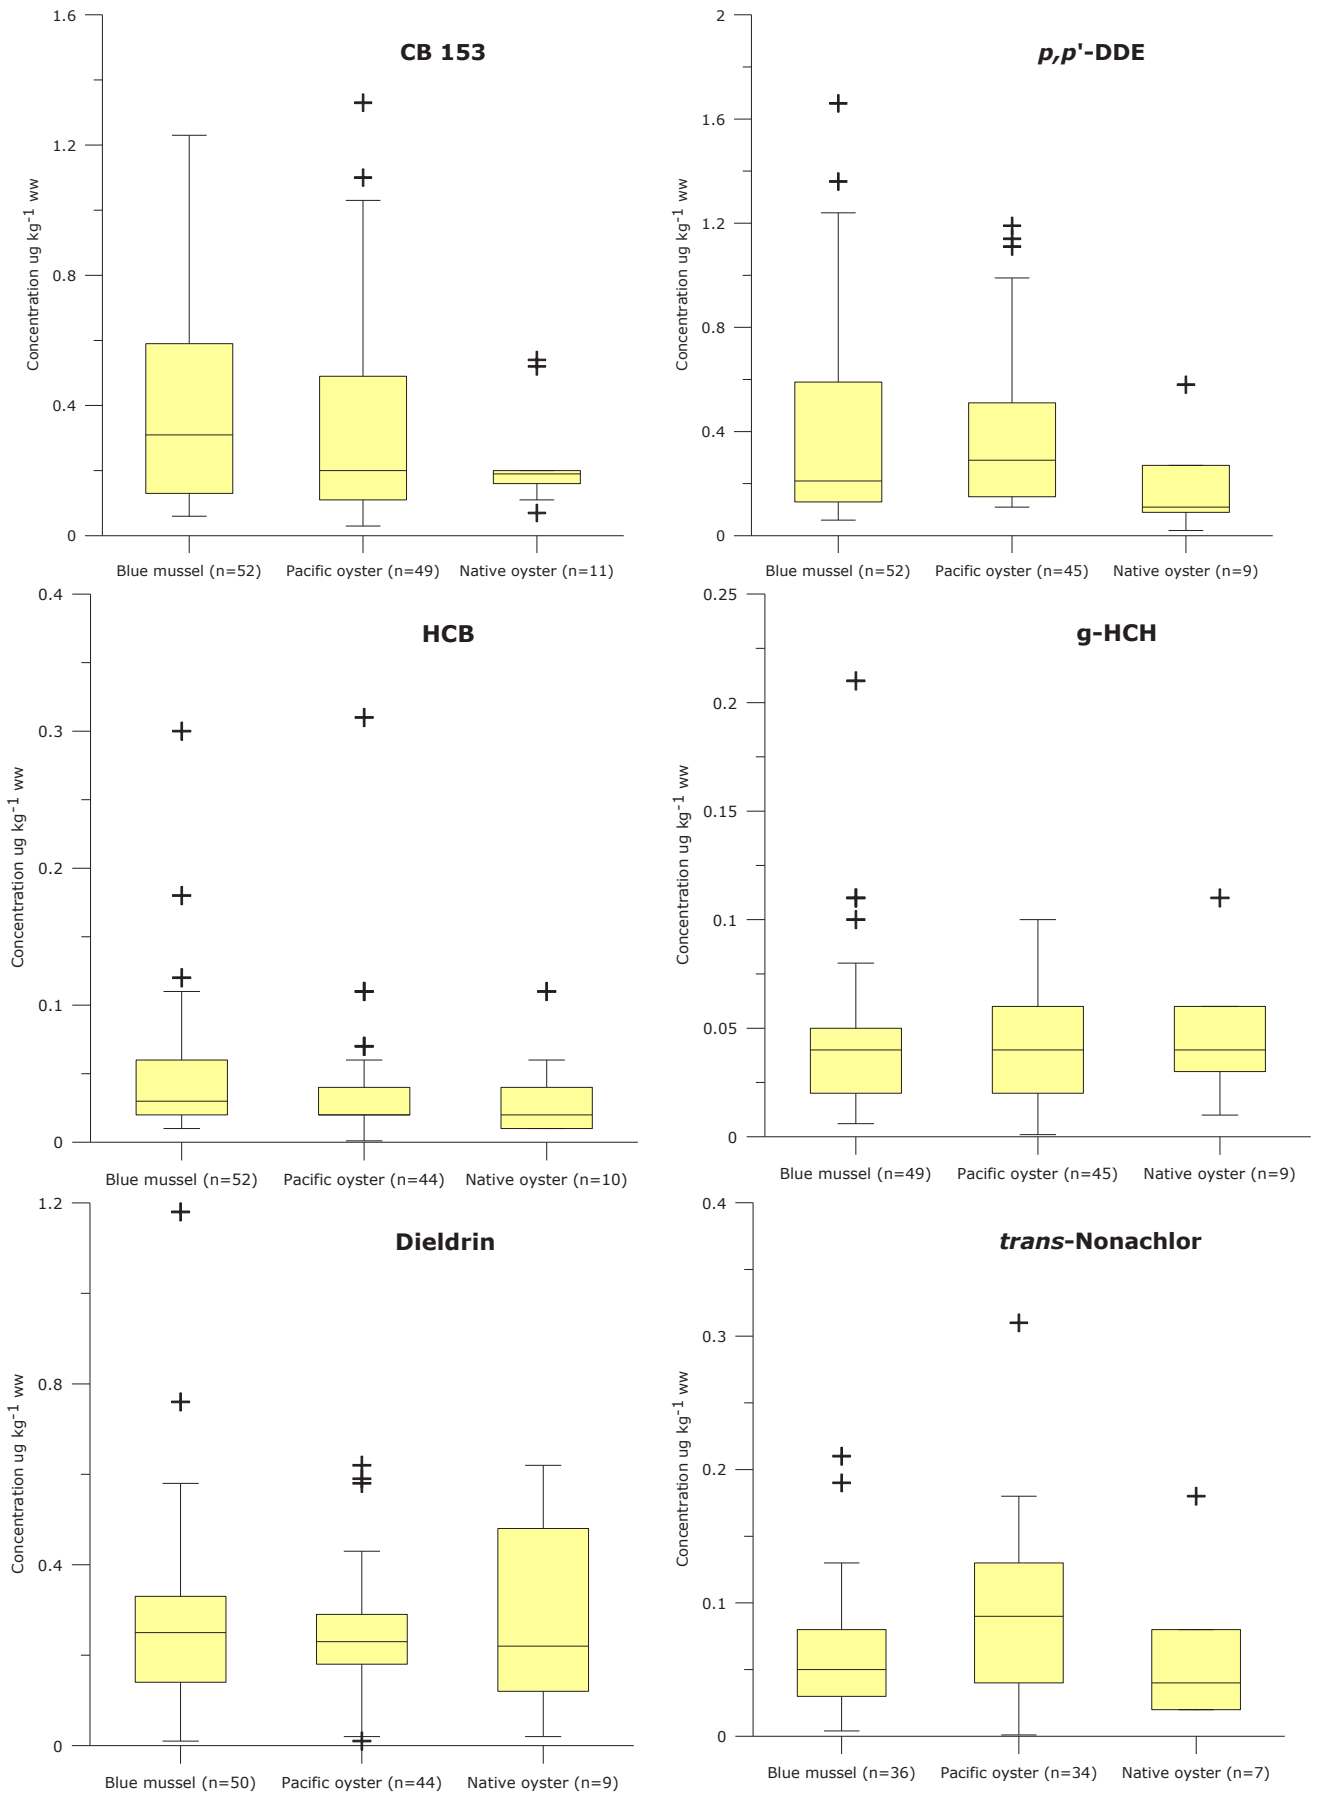 CB 153
1.6
1.2
0.8
0.4
0
Concentration ug kg-1 ww
Blue mussel (n=52) Pacific oyster (n=49) Native oyster (n=11)
p,p'-DDE
2
1.6
1.2
0.8
0.4
0
Concentration ug kg-1 ww
Blue mussel (n=52) Pacific oyster (n=45) Native oyster (n=9)
HCB
0.4
0.3
0.2
0.1
0
Concentration ug kg-1 ww
Blue mussel (n=52) Pacific oyster (n=44) Native oyster (n=10)
g-HCH
0.25
0.2
0.15
0.1
0.05
0
Concentration ug kg-1 ww
Blue mussel (n=49) Pacific oyster (n=45) Native oyster (n=9)
Dieldrin
1.2
0.8
0.4
0
Concentration ug kg-1 ww
Blue mussel (n=50) Pacific oyster (n=44) Native oyster (n=9)
trans-Nonachlor
0.4
0.3
0.2
0.1
0
Concentration ug kg-1 ww
Blue mussel (n=36) Pacific oyster (n=34) Native oyster (n=7)